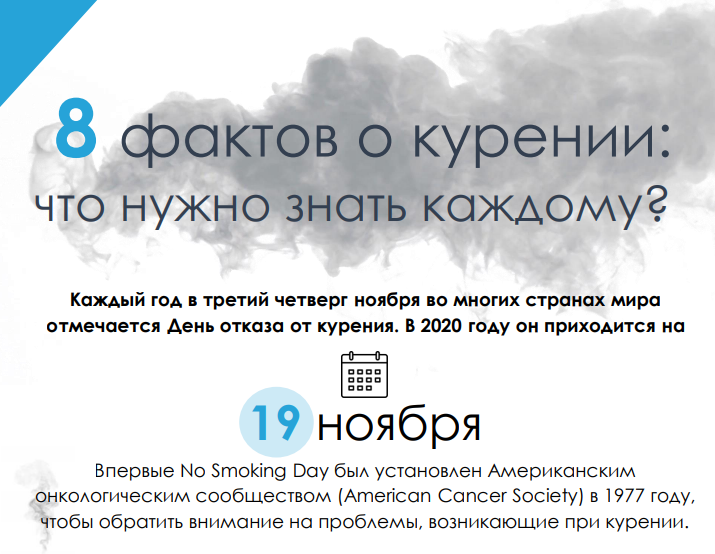 8 фактов о курении:
что нужно знать каждому?
Каждый год в третий четверг ноября во многих странах мира
отмечается День отказа от курения. В 2020 году он приходится на
19 ноября
Впервые No Smoking Day был установлен Американским
онкологическим сообществом (American Cancer Society) в 1977 году,
чтобы обратить внимание на проблемы, возникающие при курении.